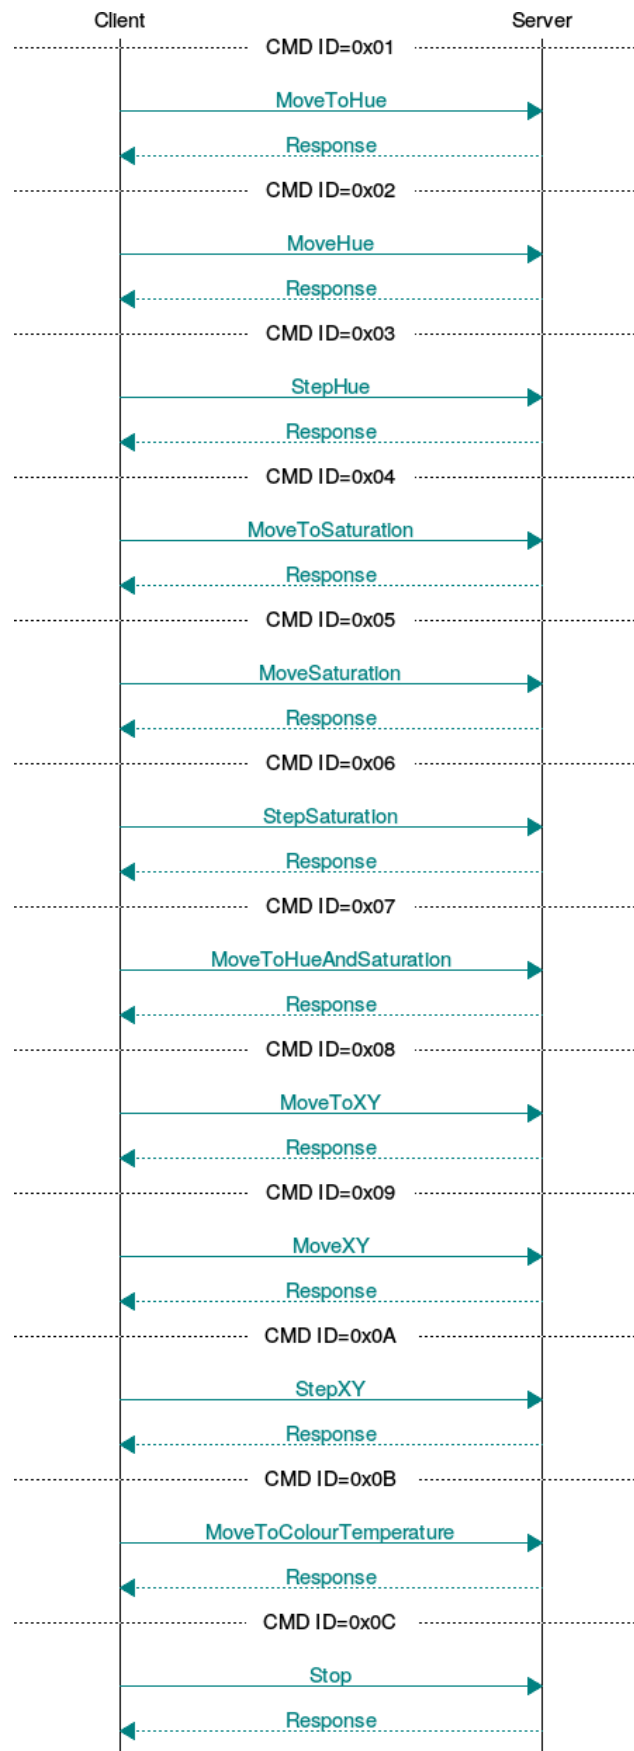 Client Server
CMD ID=0x01
MoveToHue
Response
CMD ID=0x02
MoveHue
Response
CMD ID=0x03
StepHue
Response
CMD ID=0x04
MoveToSaturation
Response
CMD ID=0x05
MoveSaturation
Response
CMD ID=0x06
StepSaturation
Response
CMD ID=0x07
MoveToHueAndSaturation
Response
CMD ID=0x08
MoveToXY
Response
CMD ID=0x09
MoveXY
Response
CMD ID=0x0A
StepXY
Response
CMD ID=0x0B
MoveToColourTemperature
Response
CMD ID=0x0C
Stop
Response